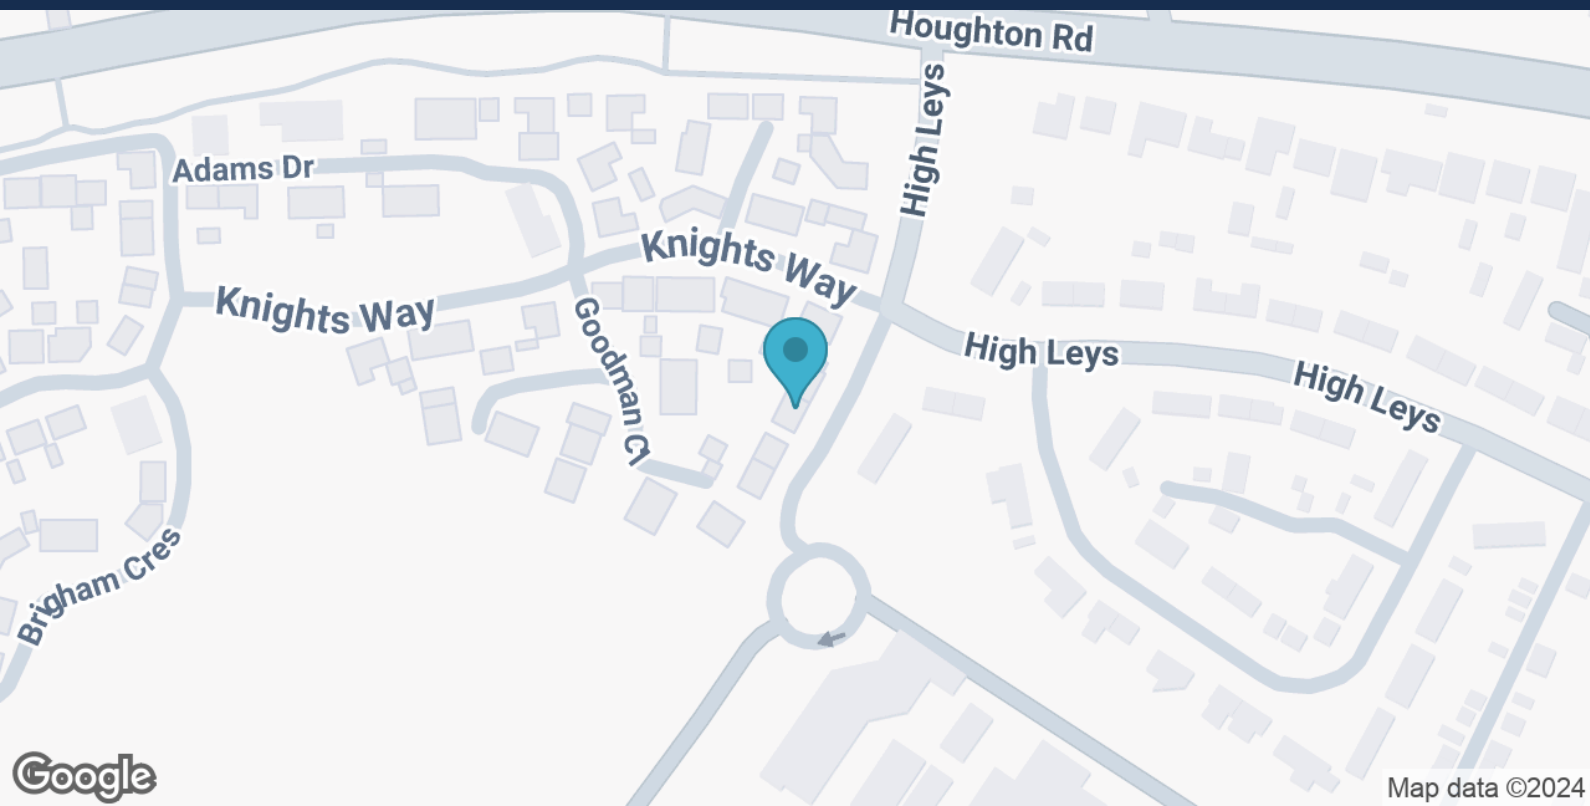 Houghton Rd
High Leys
Adams Dr
Knights Way
Knights Way
Goodman Ct
High Leys
High Leys
Brigham Cres
Google
Map data ©2024